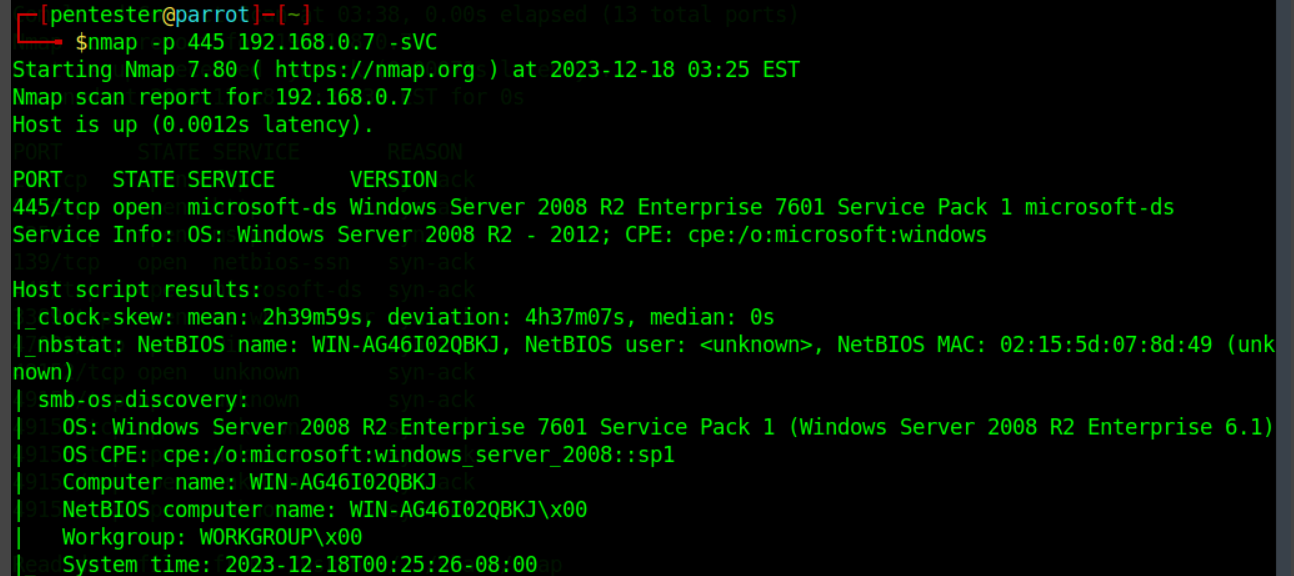 ┌─[pentester@parrot]─[~]
└──╼ $nmap -p 445 192.168.0.7 -sVC
Starting Nmap 7.80 ( https://nmap.org ) at 2023-12-18 03:25 EST
Nmap scan report for 192.168.0.7
Host is up (0.0012s latency).
PORT    STATE SERVICE      VERSION
445/tcp open  microsoft-ds Windows Server 2008 R2 Enterprise 7601 Service Pack 1 microsoft-ds
Service Info: OS: Windows Server 2008 R2 - 2012; CPE: cpe:/o:microsoft:windows
Host script results:
|_clock-skew: mean: 2h39m59s, deviation: 4h37m07s, median: 0s
|_nbstat: NetBIOS name: WIN-AG46I02QBKJ, NetBIOS user: <unknown>, NetBIOS MAC: 02:15:5d:07:8d:49 (unk
nown)
| smb-os-discovery:
|   OS: Windows Server 2008 R2 Enterprise 7601 Service Pack 1 (Windows Server 2008 R2 Enterprise 6.1)
|   OS CPE: cpe:/o:microsoft:windows_server_2008::sp1
|   Computer name: WIN-AG46I02QBKJ
|   NetBIOS computer name: WIN-AG46I02QBKJ\x00
|   Workgroup: WORKGROUP\x00
|   System time: 2023-12-18T00:25:26-08:00